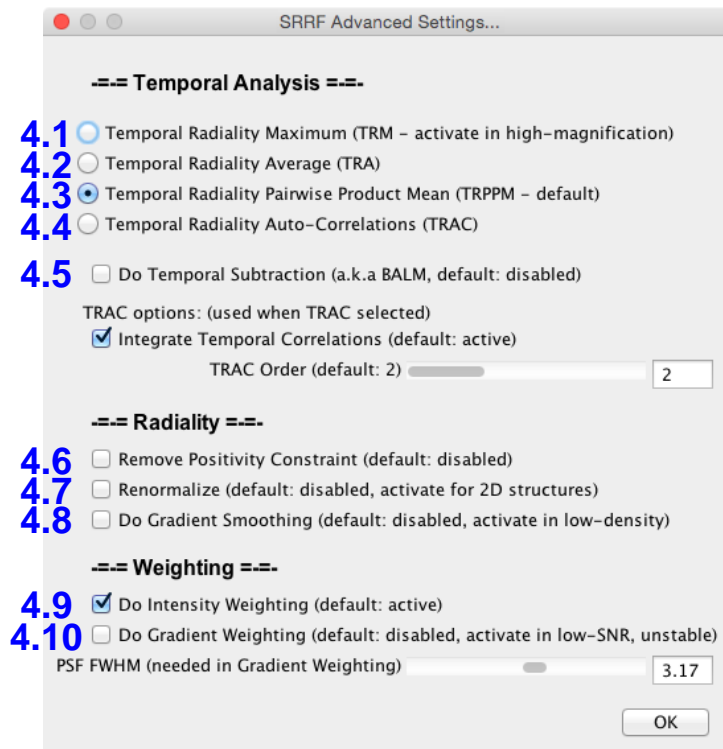 SRRF Advanced Settings...
-=-= Temporal Analysis =-=-
4.1 Temporal Radiality Maximum (TRM – activate in high-magnification)
4.2 Temporal Radiality Average (TRA)
4.3 Temporal Radiality Pairwise Product Mean (TRPPM – default)
4.4 Temporal Radiality Auto-Correlations (TRAC)
4.5 Do Temporal Subtraction (a.k.a BALM, default: disabled)
TRAC options: (used when TRAC selected)
Integrate Temporal Correlations (default: active)
TRAC Order (default: 2) 2
-=-= Radiality =-=-
4.6 Remove Positivity Constraint (default: disabled)
4.7 Renormalize (default: disabled, activate for 2D structures)
4.8 Do Gradient Smoothing (default: disabled, activate in low-density)
-=-= Weighting =-=-
4.9 Do Intensity Weighting (default: active)
4.10 Do Gradient Weighting (default: disabled, activate in low-SNR, unstable)
PSF FWHM (needed in Gradient Weighting) 3.17
OK